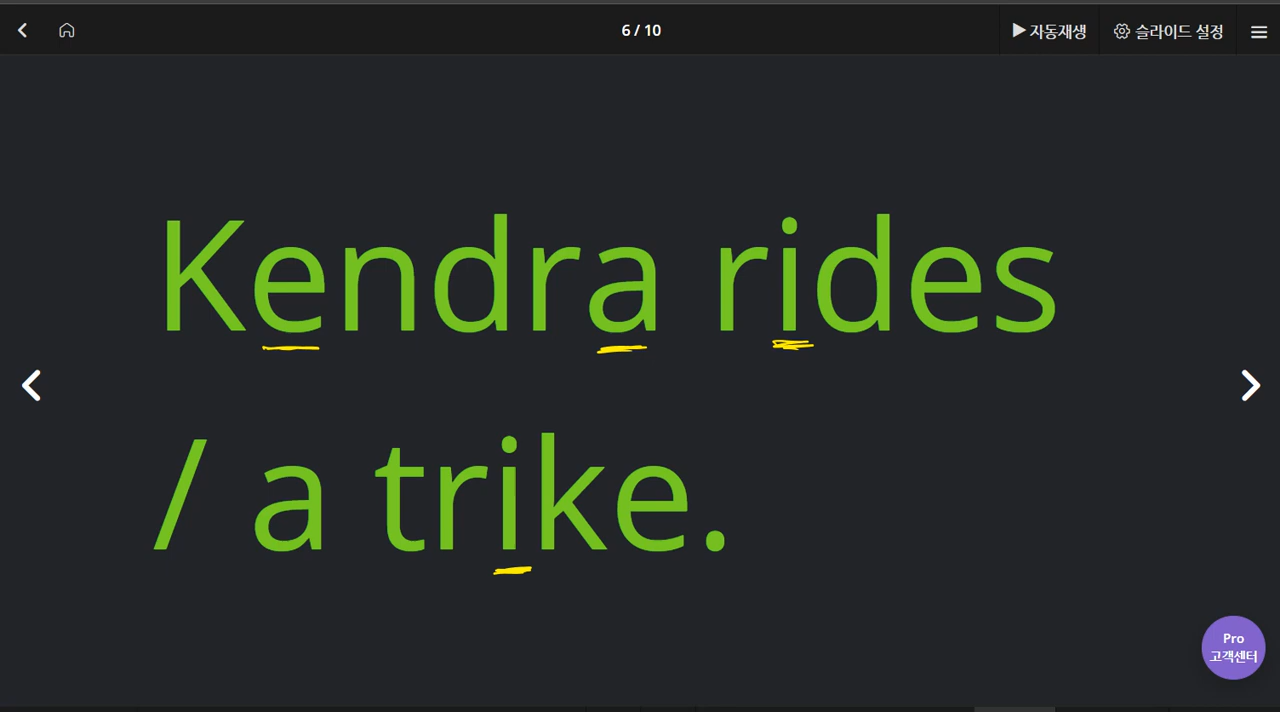 6 / 10
▶ 자동재생
슬라이드 설정
Kendra rides
/ a trike.
Pro
고객센터